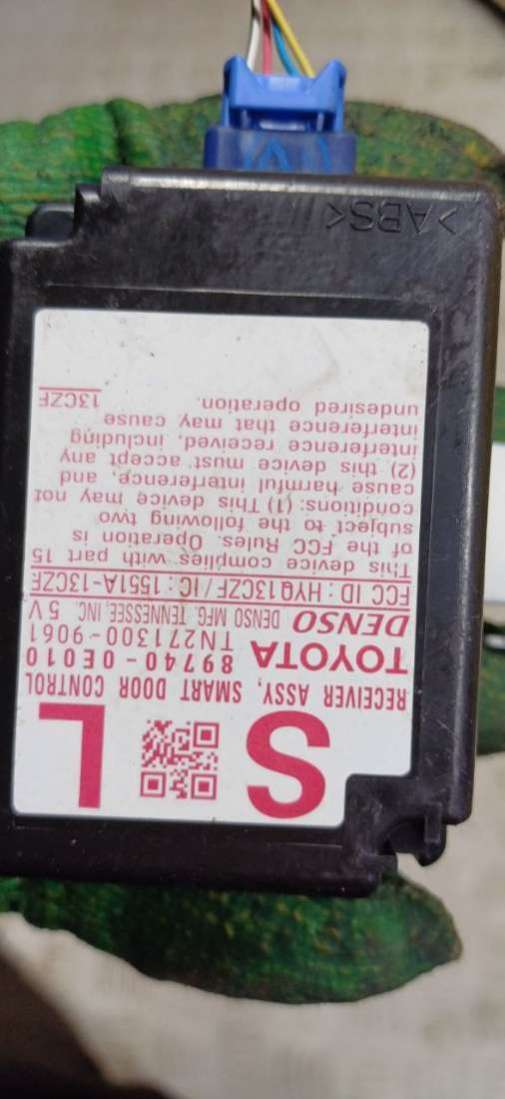 S L
RECEIVER ASSY, SMART DOOR CONTROL
TOYOTA 89740-0E010
TN271300-9061
DENSO DENSO MFG. TENNESSEE, INC. 5V
FCC ID : HYQ13CZF / IC : 1551A-13CZF
This device complies with part 15
of the FCC Rules. Operation is
subject to the following two
conditions: (1) This device may not
cause harmful interference, and
(2) this device must accept any
interference received, including
interference that may cause
undesired operation. 13CZF
>ABS<